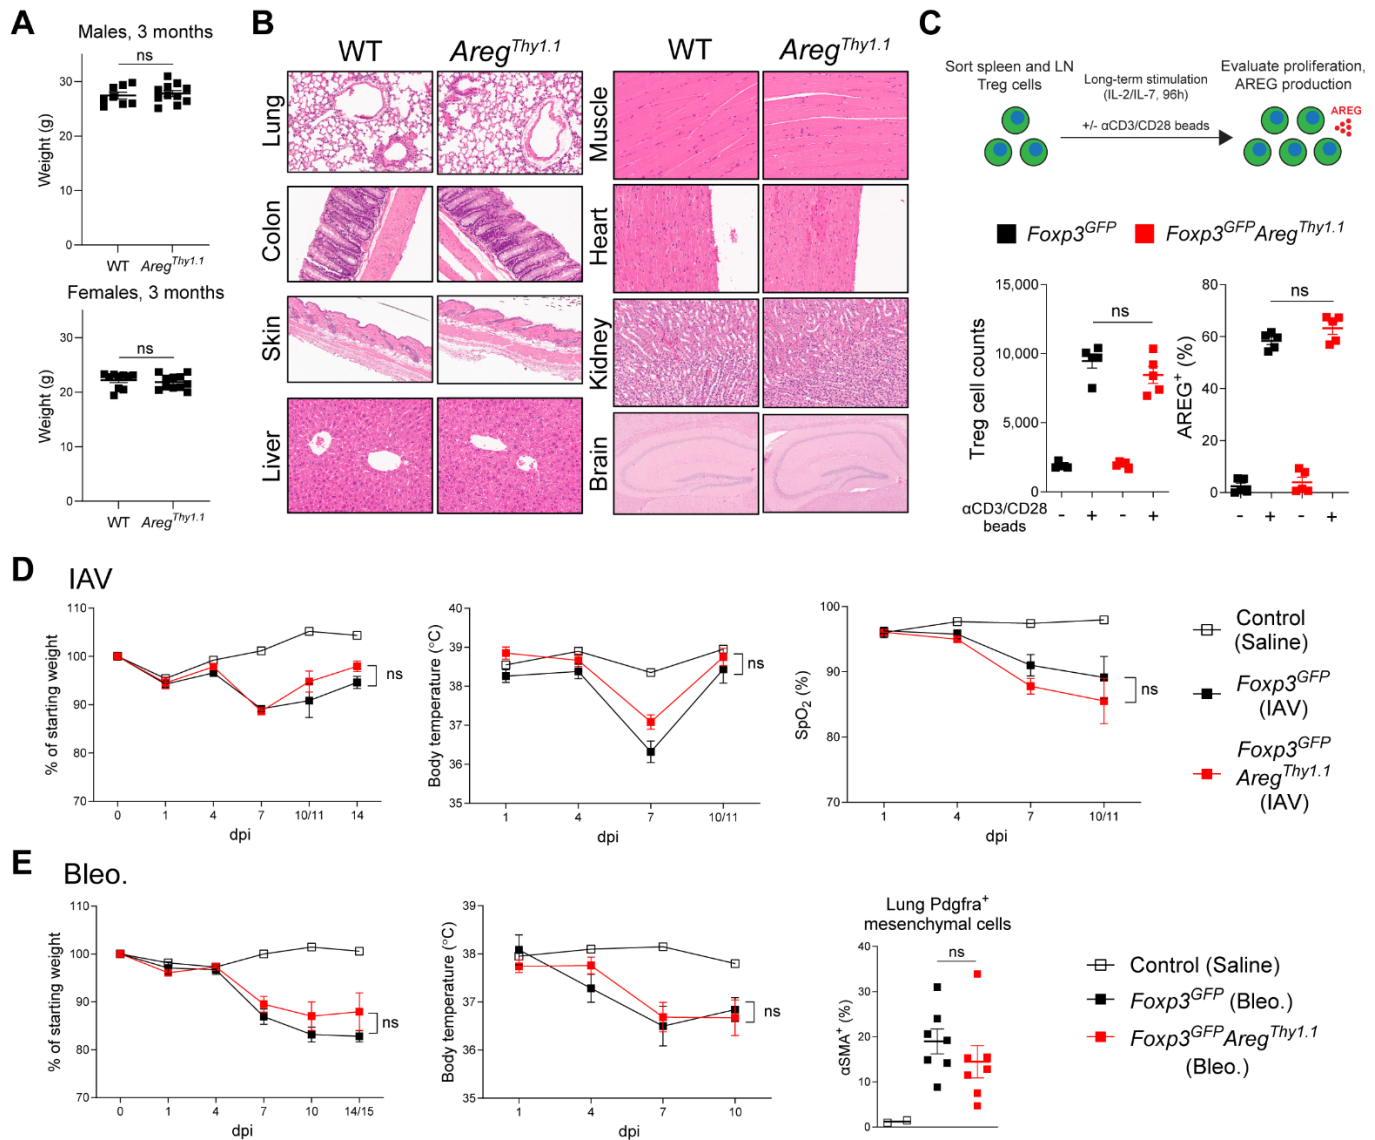 A
Males, 3 months
ns
30
20
10
0
Weight (g)
WT
Areg^Thy1.1
Females, 3 months
ns
30
20
10
0
Weight (g)
WT
Areg^Thy1.1
B
WT
Areg^Thy1.1
WT
Areg^Thy1.1
Lung
Colon
Skin
Liver
Muscle
Heart
Kidney
Brain
C
Sort spleen and LN
Treg cells
Long-term stimulation
(IL-2/IL-7, 96h)
+/- αCD3/CD28 beads
Evaluate proliferation,
AREG production
AREG
Foxp3^GFP
Foxp3^GFP Areg^Thy1.1
15,000
10,000
5,000
0
Treg cell counts
ns
80
60
40
20
0
AREG⁺ (%)
ns
αCD3/CD28
beads
- + - +
- + - +
D
IAV
110
100
90
80
70
% of starting weight
0 1 4 7 10/11 14
dpi
ns
40
39
38
37
36
35
Body temperature (°C)
1 4 7 10/11
dpi
ns
100
90
80
70
SpO₂ (%)
1 4 7 10/11
dpi
ns
Control
(Saline)
Foxp3^GFP
(IAV)
Foxp3^GFP
Areg^Thy1.1
(IAV)
E
Bleo.
110
100
90
80
70
% of starting weight
0 1 4 7 10 14/15
dpi
ns
39
38
37
36
35
Body temperature (°C)
1 4 7 10
dpi
ns
Lung Pdgfra⁺
mesenchymal cells
40
30
20
10
0
αSMA⁺ (%)
ns
Control (Saline)
Foxp3^GFP (Bleo.)
Foxp3^GFP Areg^Thy1.1
(Bleo.)